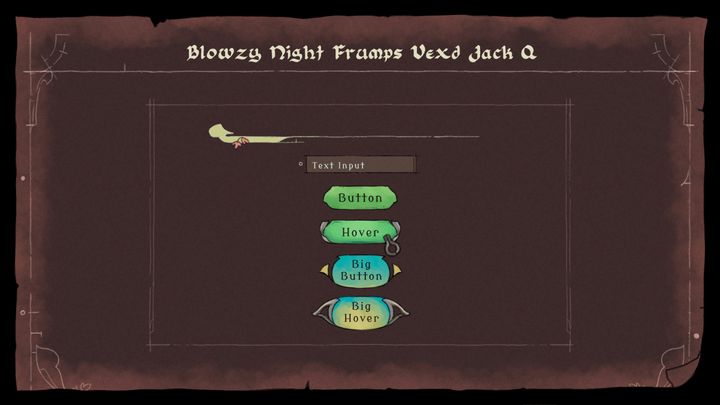 Blowzy Night Frumps Vexd Jack Q
Text Input
Button
Hover
Big
Button
Big
Hover